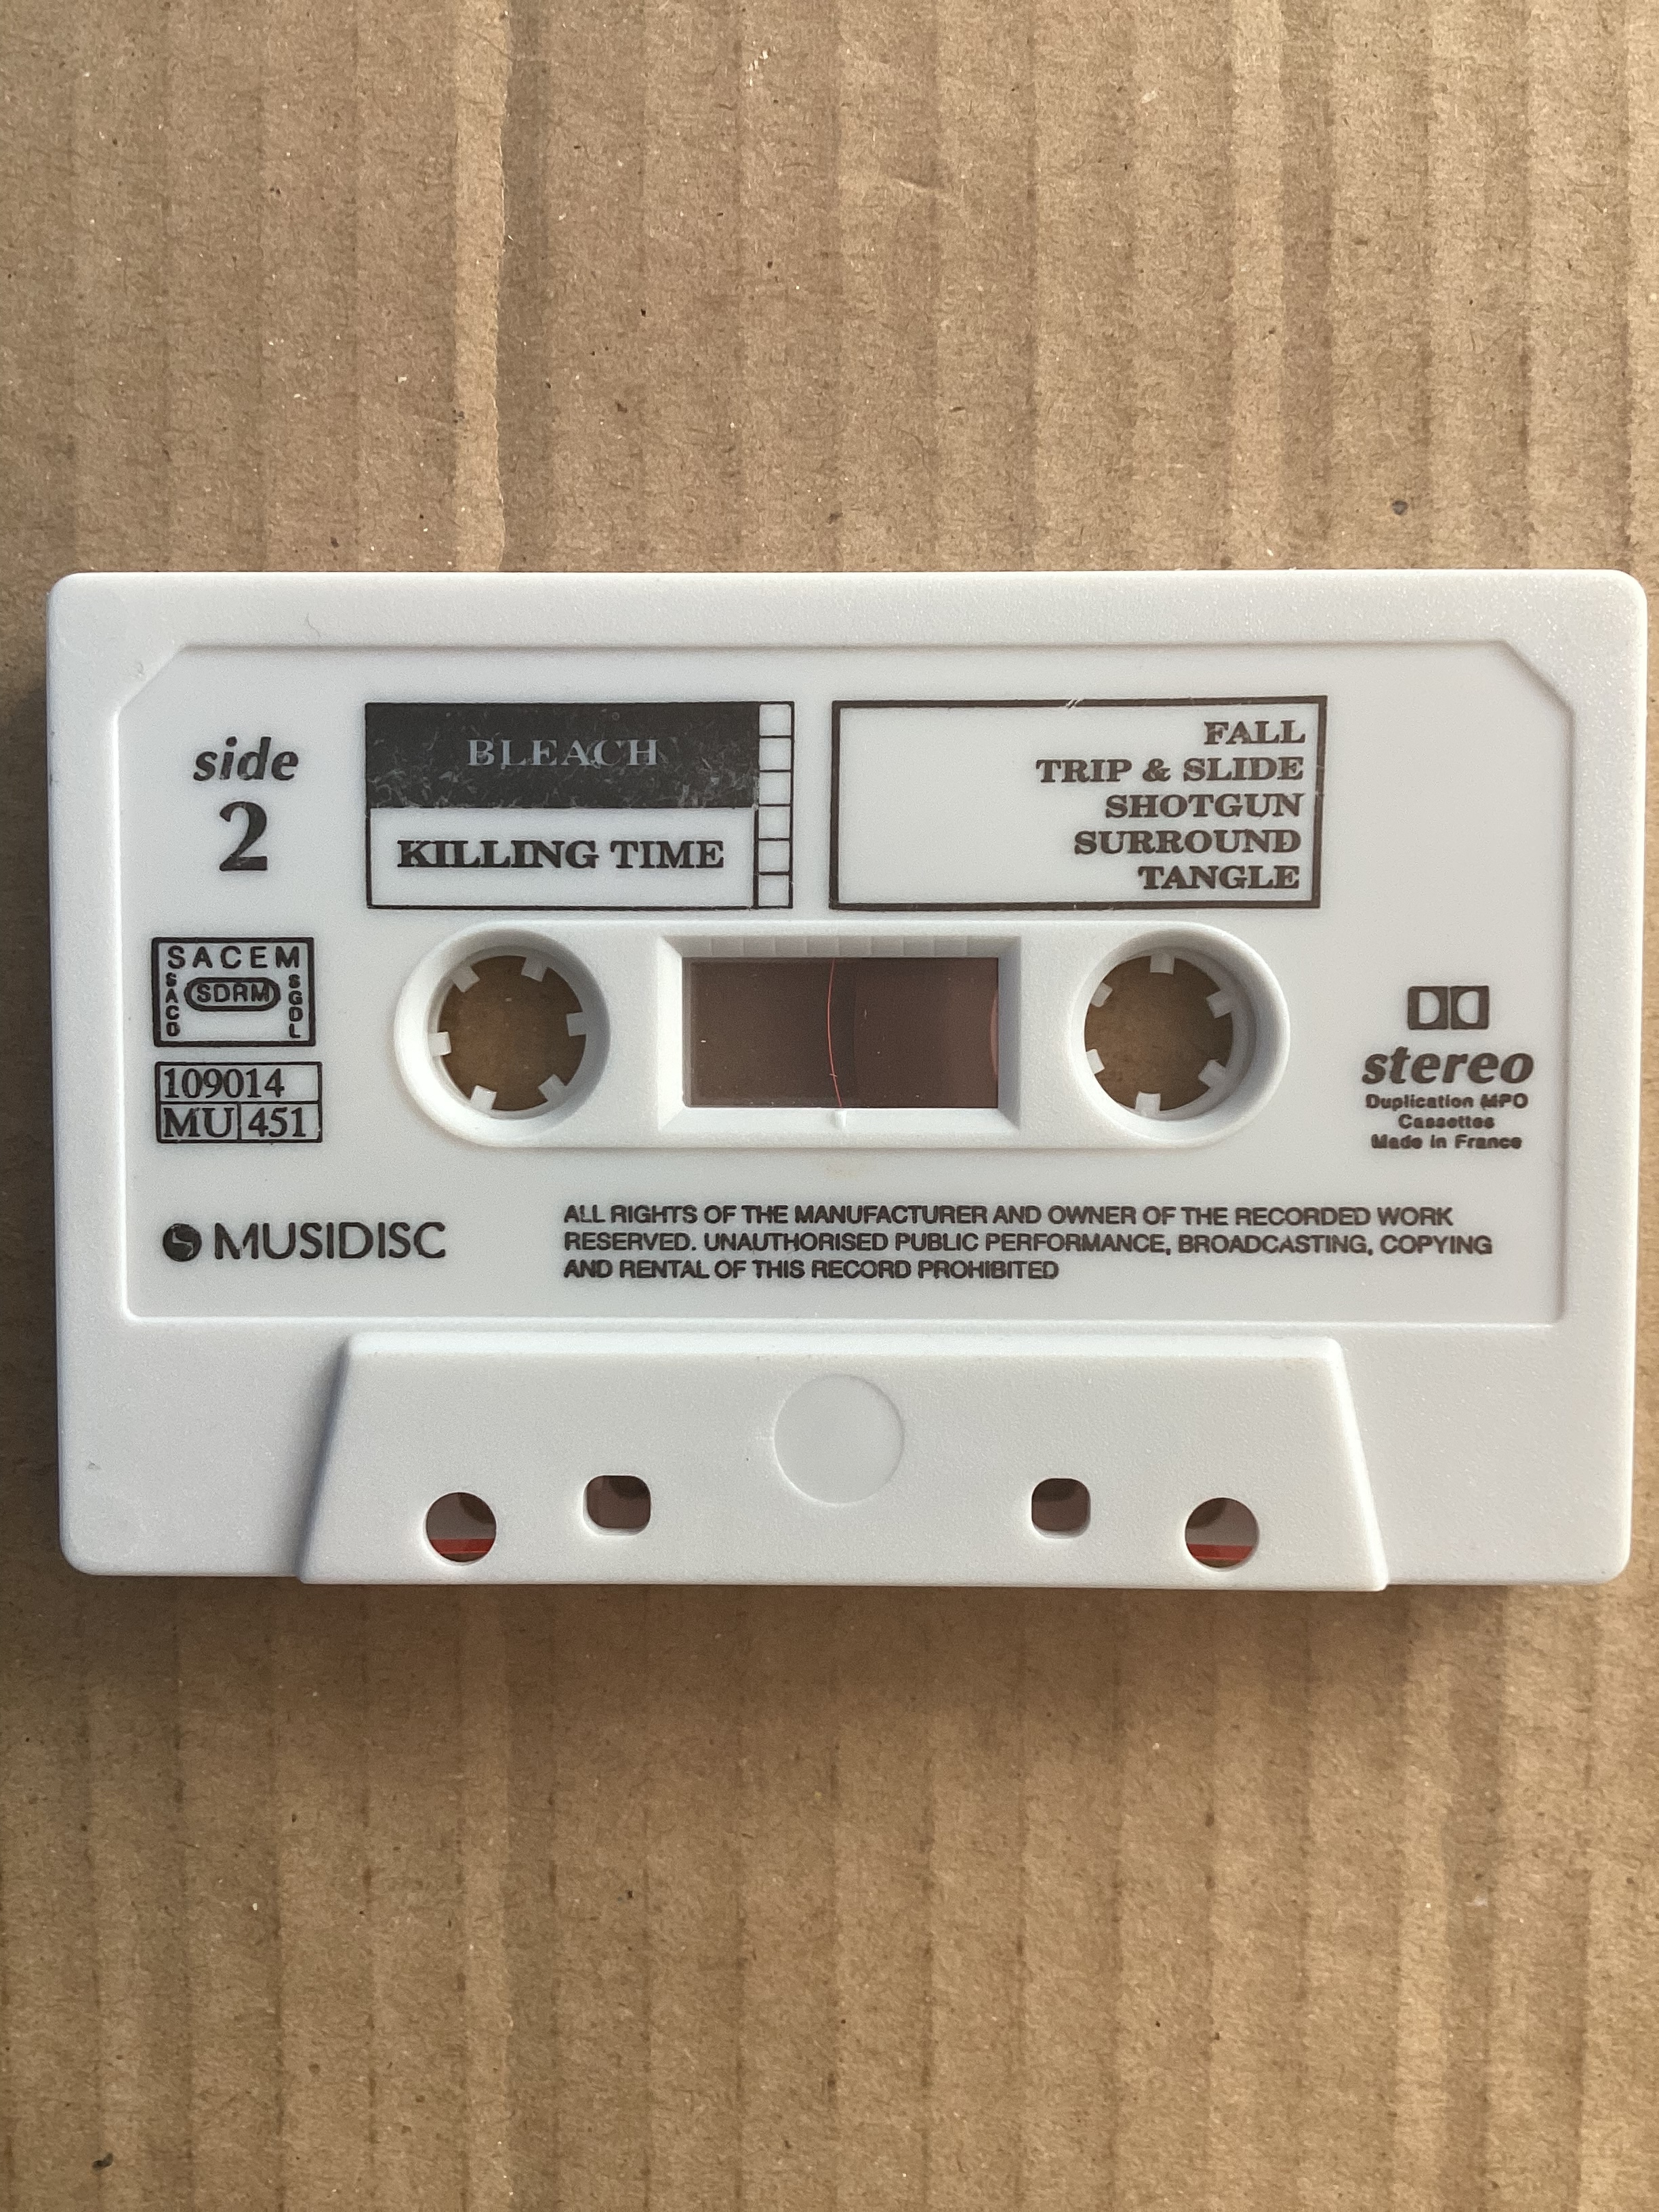 side
2
BLEACH
KILLING TIME
FALL
TRIP & SLIDE
SHOTGUN
SURROUND
TANGLE
SACEM
SACD
SDRM
SGDL
109014
MU 451
stereo
Duplication MPO
Cassettes
Made in France
MUSIDISC
ALL RIGHTS OF THE MANUFACTURER AND OWNER OF THE RECORDED WORK
RESERVED. UNAUTHORISED PUBLIC PERFORMANCE, BROADCASTING, COPYING
AND RENTAL OF THIS RECORD PROHIBITED